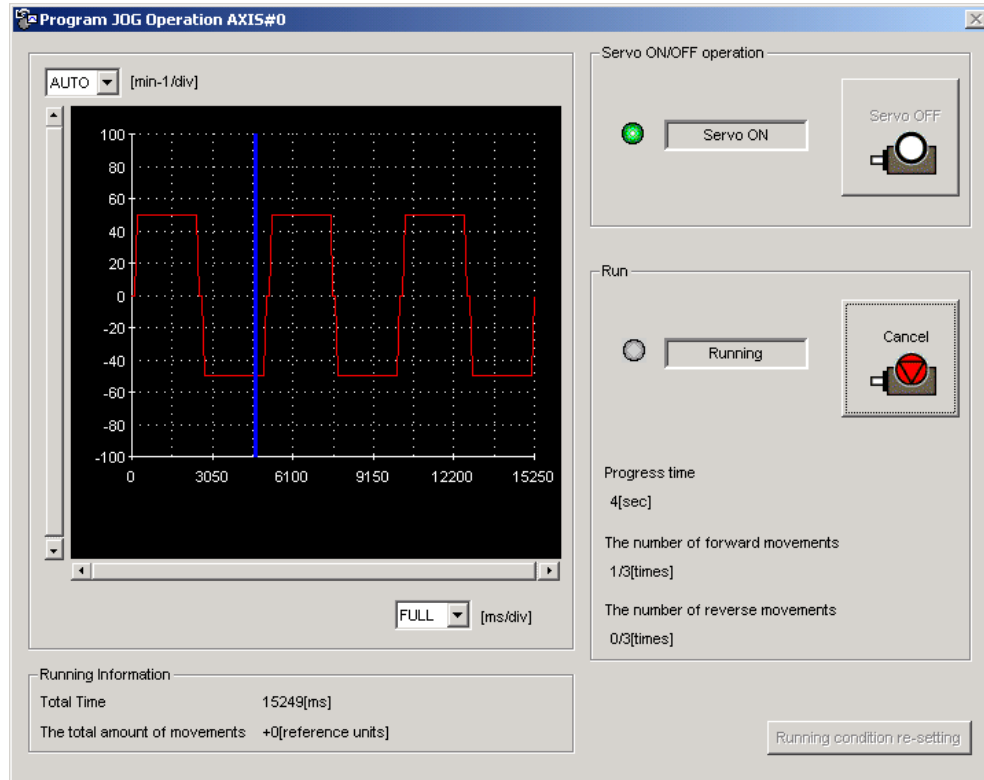 Program JOG Operation AXIS#0
AUTO [min-1/div]
100
80
60
40
20
0
-20
-40
-60
-80
-100
0 3050 6100 9150 12200 15250
FULL [ms/div]
Servo ON/OFF operation
Servo ON
Servo OFF
Run
Running
Cancel
Progress time
4[sec]
The number of forward movements
1/3[times]
The number of reverse movements
0/3[times]
Running Information
Total Time 15249[ms]
The total amount of movements +0[reference units]
Running condition re-setting